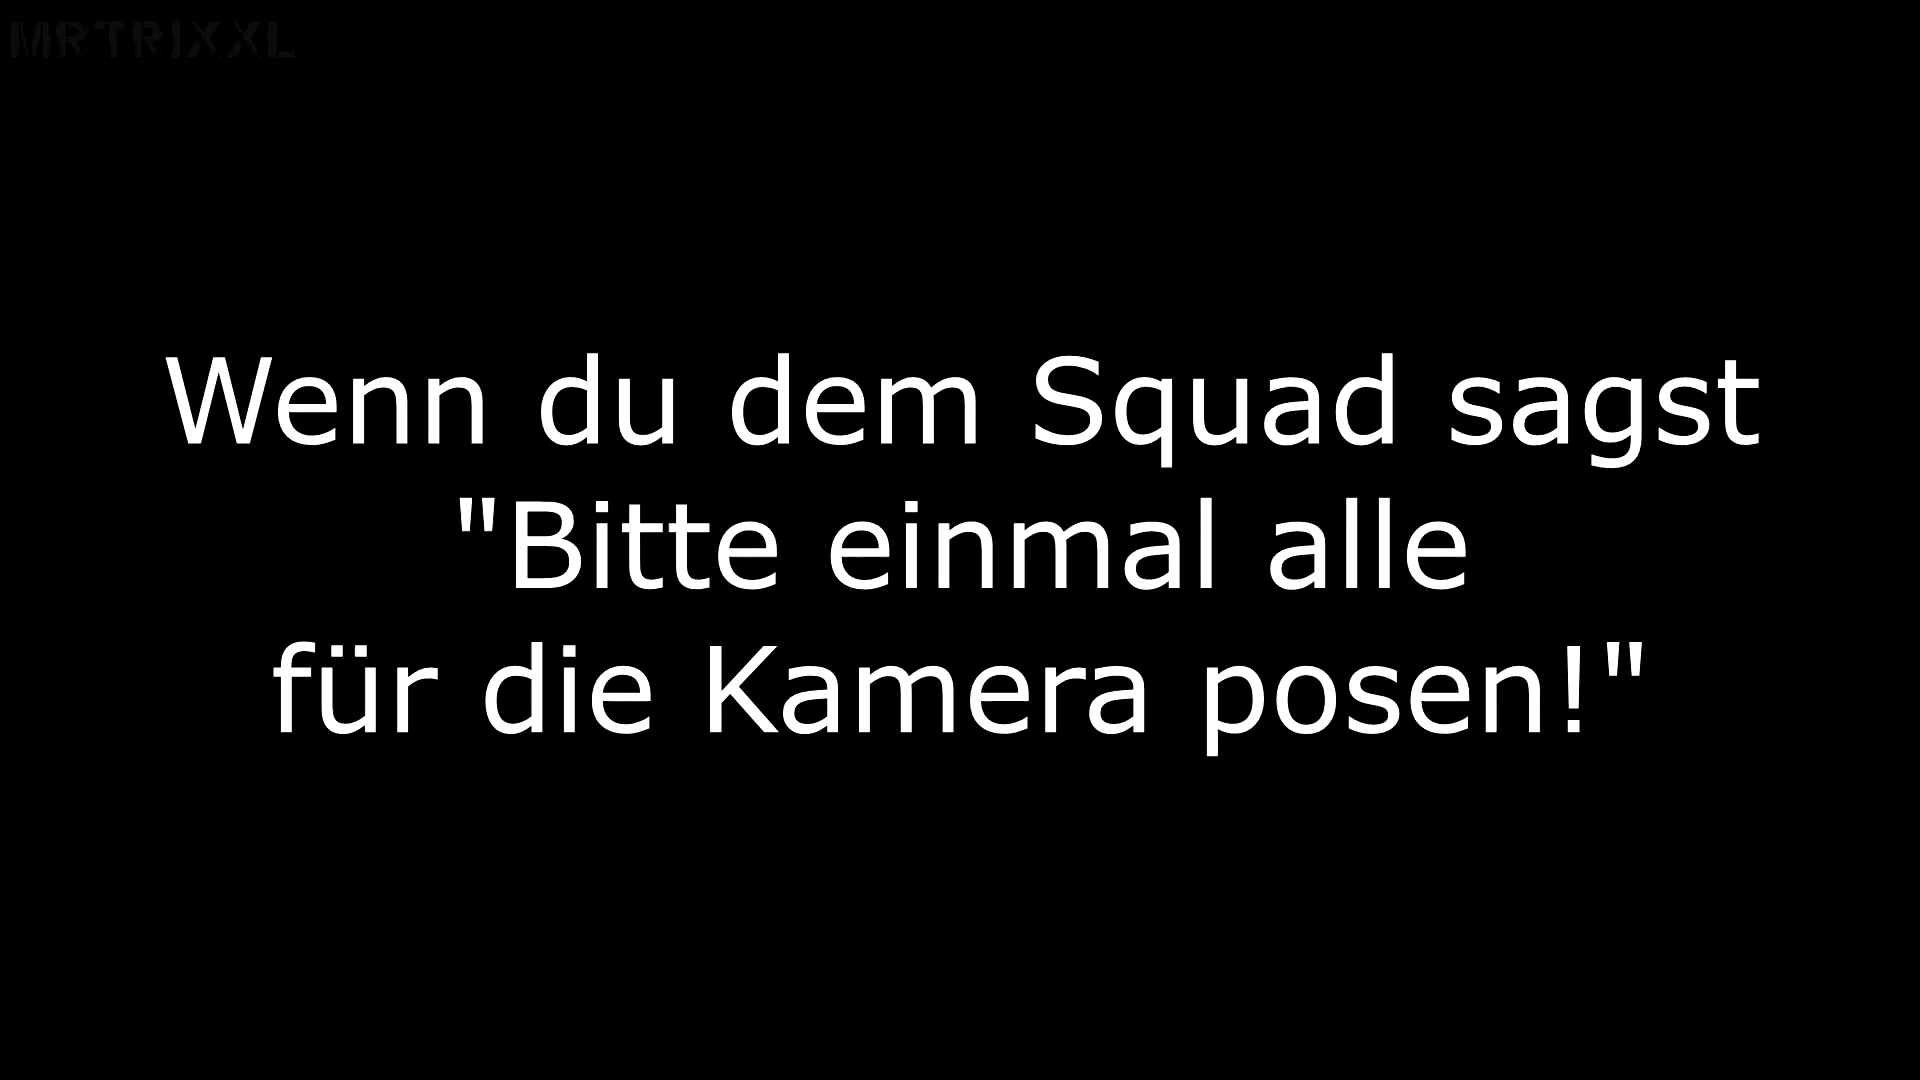 MRTRIXXL
Wenn du dem Squad sagst
"Bitte einmal alle
für die Kamera posen!"